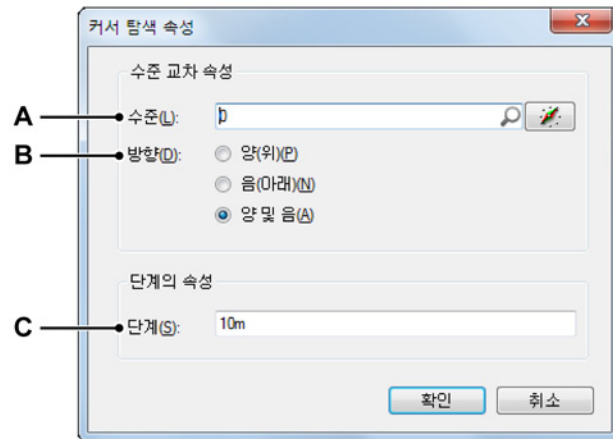 커서 탐색 속성
수준 교차 속성
A 수준(L): 0
B 방향(D): 양(위)(P)
음(아래)(N)
양 및 음(A)
단계의 속성
C 단계(S): 10m
확인 취소